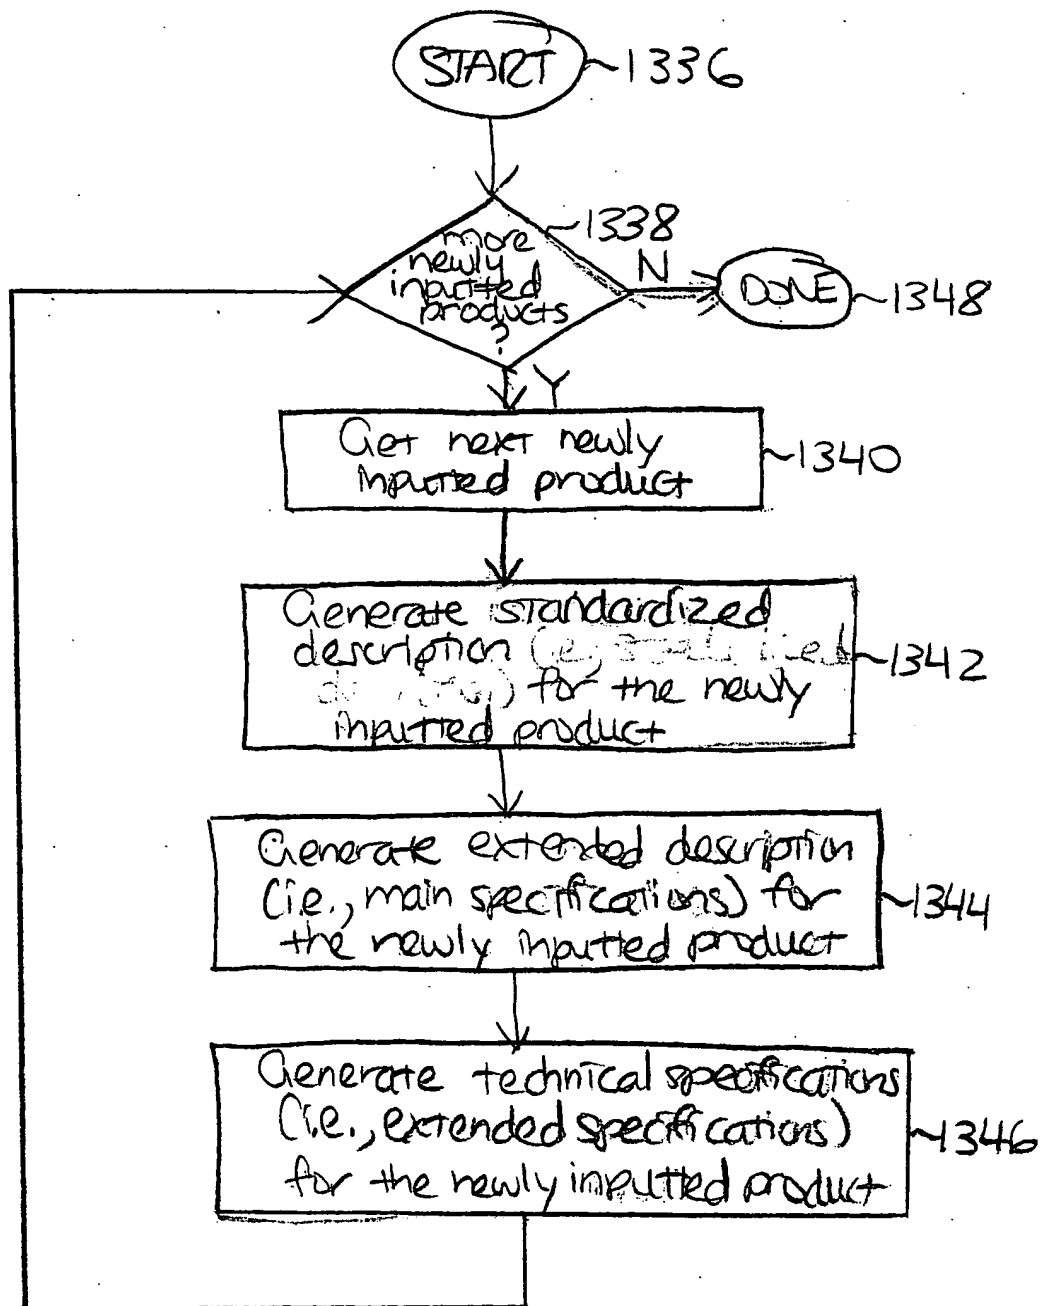 START ~1336
~1338
more
newly
inputted
products
?
N
DONE ~1348
Y
Get next newly
inputted product
~1340
Generate standardized
description (i.e.,
for the newly
inputted product
~1342
Generate extended description
(i.e., main specifications) for
the newly inputted product
~1344
Generate technical specifications
(i.e., extended specifications)
for the newly inputted product
~1346